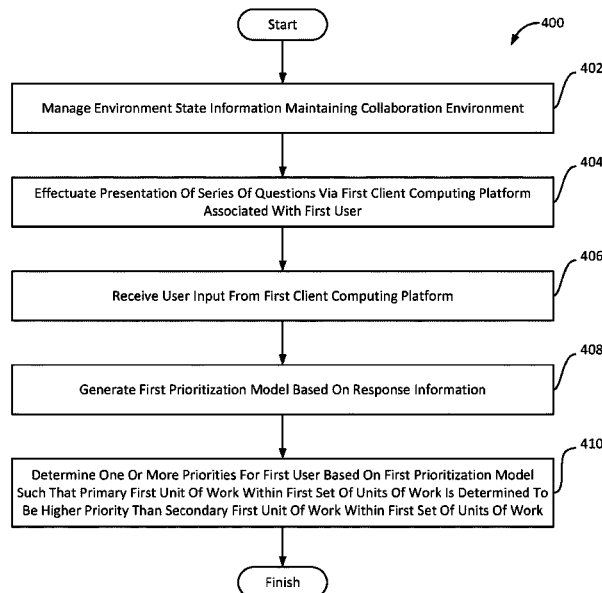 Start
400
402
Manage Environment State Information Maintaining Collaboration Environment
404
Effectuate Presentation Of Series Of Questions Via First Client Computing Platform
Associated With First User
406
Receive User Input From First Client Computing Platform
408
Generate First Prioritization Model Based On Response Information
410
Determine One Or More Priorities For First User Based On First Prioritization Model
Such That Primary First Unit Of Work Within First Set Of Units Of Work Is Determined To
Be Higher Priority Than Secondary First Unit Of Work Within First Set Of Units Of Work
Finish